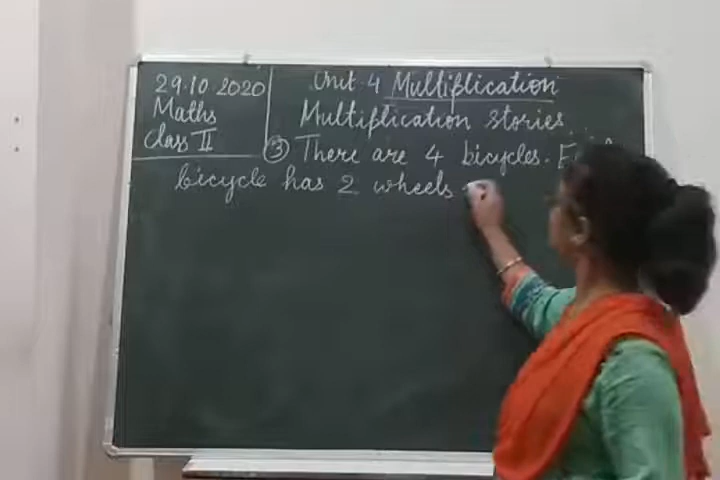 29.10 2020
Maths
Class II
Unit 4 Multiplication
Multiplication stories
③ There are 4 bicycles.
bicycle has 2 wheels